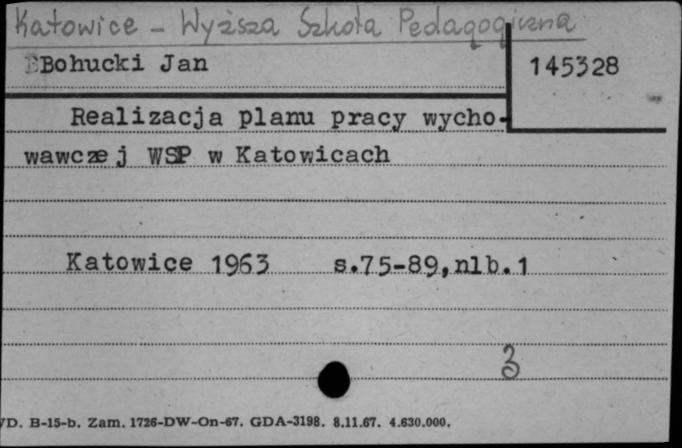 Katowice - Wyższa Szkoła Pedagogiczna
Bohucki Jan
145328
Realizacja planu pracy wycho-
wawczej WSP w Katowicach
Katowice 1963 s.75-89,nlb.1
3
D. B-15-b. Zam. 1726-DW-On-67. GDA-3198. 8.11.67. 4.630.000.